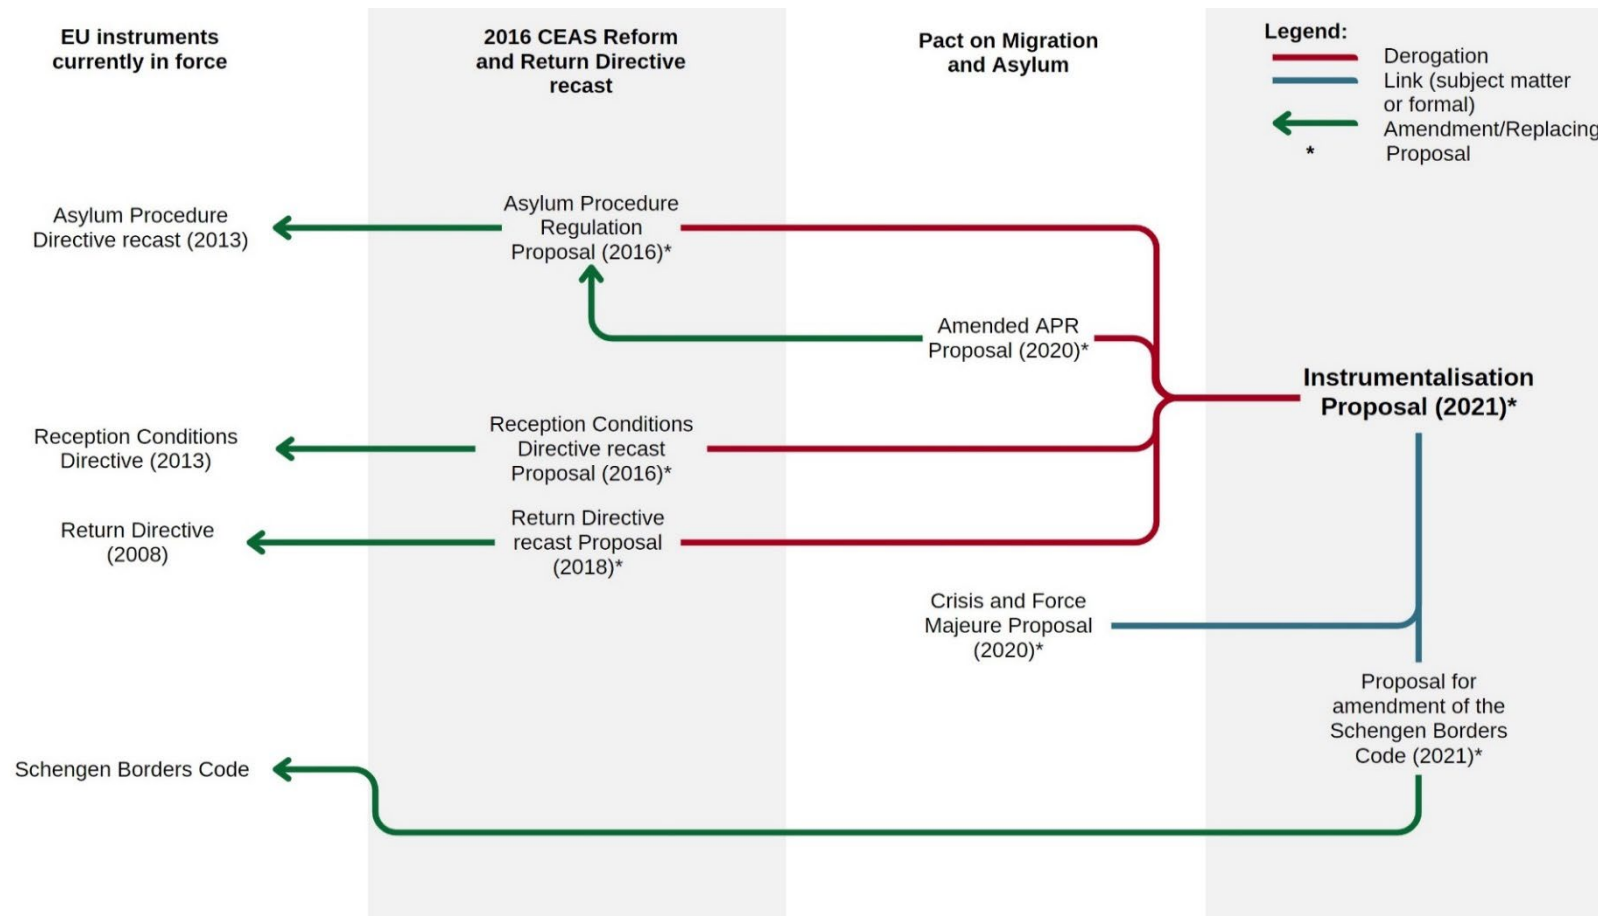 EU instruments
currently in force
2016 CEAS Reform
and Return Directive
recast
Pact on Migration
and Asylum
Legend:
Derogation
Link (subject matter
or formal)
Amendment/Replacing
* Proposal
Asylum Procedure
Directive recast (2013)
Asylum Procedure
Regulation
Proposal (2016)*
Amended APR
Proposal (2020)*
Instrumentalisation
Proposal (2021)*
Reception Conditions
Directive (2013)
Reception Conditions
Directive recast
Proposal (2016)*
Return Directive
(2008)
Return Directive
recast Proposal
(2018)*
Crisis and Force
Majeure Proposal
(2020)*
Proposal for
amendment of the
Schengen Borders
Code (2021)*
Schengen Borders Code